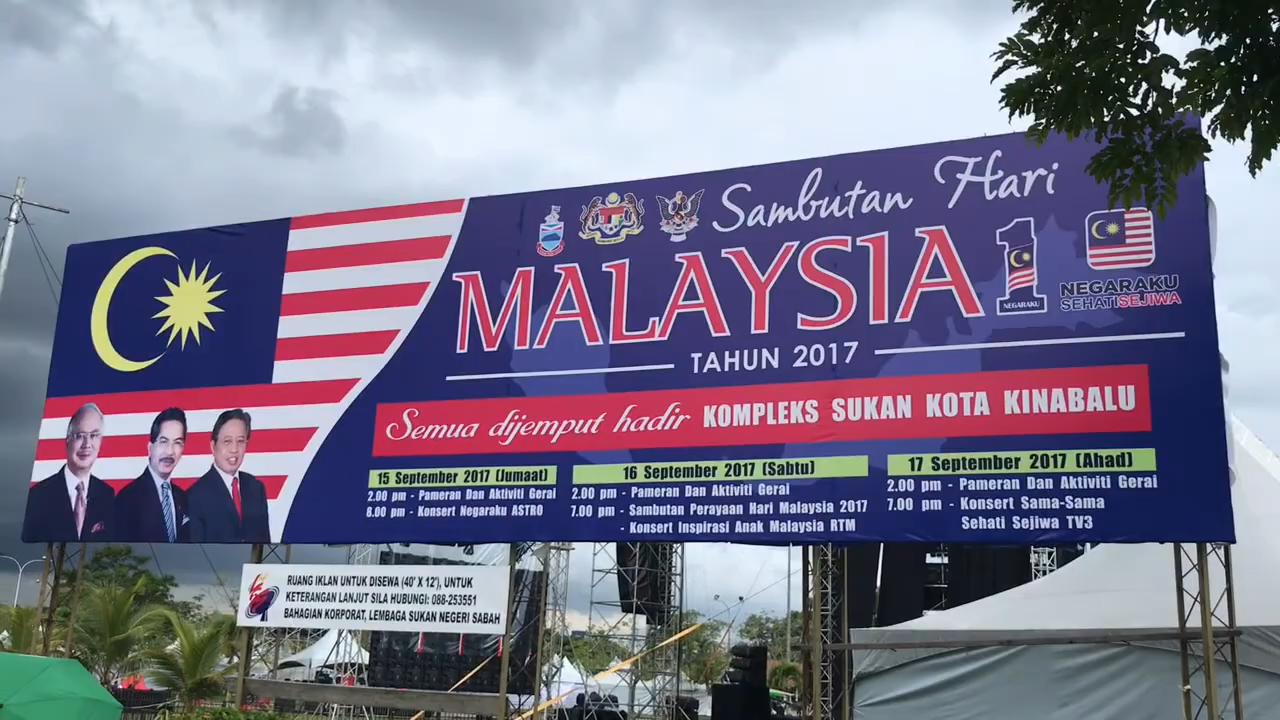 Sambutan Hari
MALAYSIA 1
NEGARAKU
NEGARAKU
SEHATISEJIWA
TAHUN 2017
Semua dijemput hadir KOMPLEKS SUKAN KOTA KINABALU
15 September 2017 (Jumaat)
2.00 pm - Pameran Dan Aktiviti Gerai
8.00 pm - Konsert Negaraku ASTRO
16 September 2017 (Sabtu)
2.00 pm - Pameran Dan Aktiviti Gerai
7.00 pm - Sambutan Perayaan Hari Malaysia 2017
- Konsert Inspirasi Anak Malaysia RTM
17 September 2017 (Ahad)
2.00 pm - Pameran Dan Aktiviti Gerai
7.00 pm - Konsert Sama-Sama
Sehati Sejiwa TV3
RUANG IKLAN UNTUK DISEWA (40' X 12'), UNTUK
KETERANGAN LANJUT SILA HUBUNGI: 088-253551
BAHAGIAN KORPORAT, LEMBAGA SUKAN NEGERI SABAH